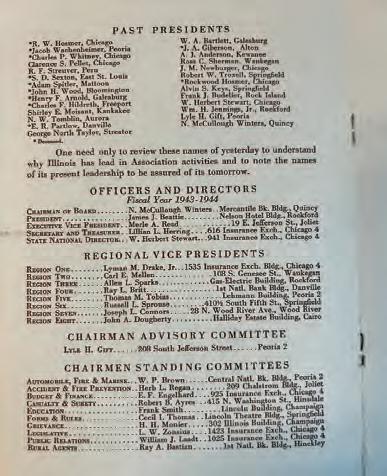 PAST PRESIDENTS
*R. W. Hosmer, Chicago
*Jacob Wachenheimer, Peoria
*Charles P. Whitney, Chicago
Clarence S. Pellet, Chicago
R. F. Streuver, Peru
*S. D. Sexton, East St. Louis
*Adam Spitler, Mattoon
*John H. Wood, Bloomington
*Henry F. Arnold, Galesburg
*Charles F. Hildreth, Freeport
Shirley E. Moisant, Kankakee
N. W. Tomblin, Aurora
*E. R. Partlow, Danville
George North Taylor, Streator
* Deceased.
W. A. Bartlett, Galesburg
*J. A. Giberson, Alton
A. J. Anderson, Kewanee
Ross C. Sherman, Waukegan
J. M. Newburger, Chicago
Robert W. Troxell, Springfield
*Rockwood Hosmer, Chicago
Alvin S. Keys, Springfield
Frank J. Budelier, Rock Island
W. Herbert Stewart, Chicago
Wm. H. Jennings, Jr., Rockford
Lyle H. Gift, Peoria
N. McCullough Winters, Quincy
One need only to review these names of yesterday to understand
why Illinois has lead in Association activities and to note the names
of its present leadership to be assured of its tomorrow.
OFFICERS AND DIRECTORS
Fiscal Year 1943-1944
CHAIRMAN OF BOARD.......N. McCullough Winters..Mercantile Bk. Bldg., Quincy
PRESIDENT...............James J. Beattie........Nelson Hotel Bldg., Rockford
EXECUTIVE VICE PRESIDENT..Merle A. Read...........19 E. Jefferson St., Joliet
SECRETARY AND TREASURER..Lillian L. Herring....616 Insurance Exch., Chicago 4
STATE NATIONAL DIRECTOR..W. Herbert Stewart...941 Insurance Exch., Chicago 4
REGIONAL VICE PRESIDENTS
REGION ONE..........Lyman M. Drake, Jr...1535 Insurance Exch. Bldg., Chicago 4
REGION TWO..........Carl E. Mellen..........108 S. Genesee St., Waukegan
REGION THREE........Allen L. Sparks.........Gas-Electric Building, Rockford
REGION FOUR.........Ray L. Britt............1st Natl. Bank Bldg., Danville
REGION FIVE.........Thomas M. Tobias........Lehmann Building, Peoria 2
REGION SIX..........Russell L. Sprouse......410½ South Fifth St., Springfield
REGION SEVEN........Joseph L. Connors.......28 N. Wood River Ave., Wood River
REGION EIGHT........John A. Dougherty.......Halliday Estate Building, Cairo
CHAIRMAN ADVISORY COMMITTEE
LYLE H. GIFT........208 South Jefferson Street........Peoria 2
CHAIRMEN STANDING COMMITTEES
AUTOMOBILE, FIRE & MARINE...W. P. Brown......Central Natl. Bk. Bldg., Peoria 2
ACCIDENT & FIRE PREVENTION..Herb L. Regan..........209 Chalstrom Bldg., Joliet
BUDGET & FINANCE............E. F. Engelhard....925 Insurance Exch., Chicago 4
CASUALTY & SURETY...........Robert B. Ayres...415 N. Washington St., Hinsdale
EDUCATION...................Frank Smith.........Lincoln Building, Champaign
FORMS & RULES...............Cecil I. Thomas...Lincoln Theatre Bldg., Springfield
GRIEVANCE...................H. H. Monier.....302 Illinois Building, Champaign
LEGISLATIVE.................L. W. Zonsius.....1423 Insurance Exch., Chicago 4
PUBLIC RELATIONS............William J. Laadt...1025 Insurance Exch., Chicago 4
RURAL AGENTS................Ray A. Bastian..........1st Natl. Bk. Bldg., Hinckley